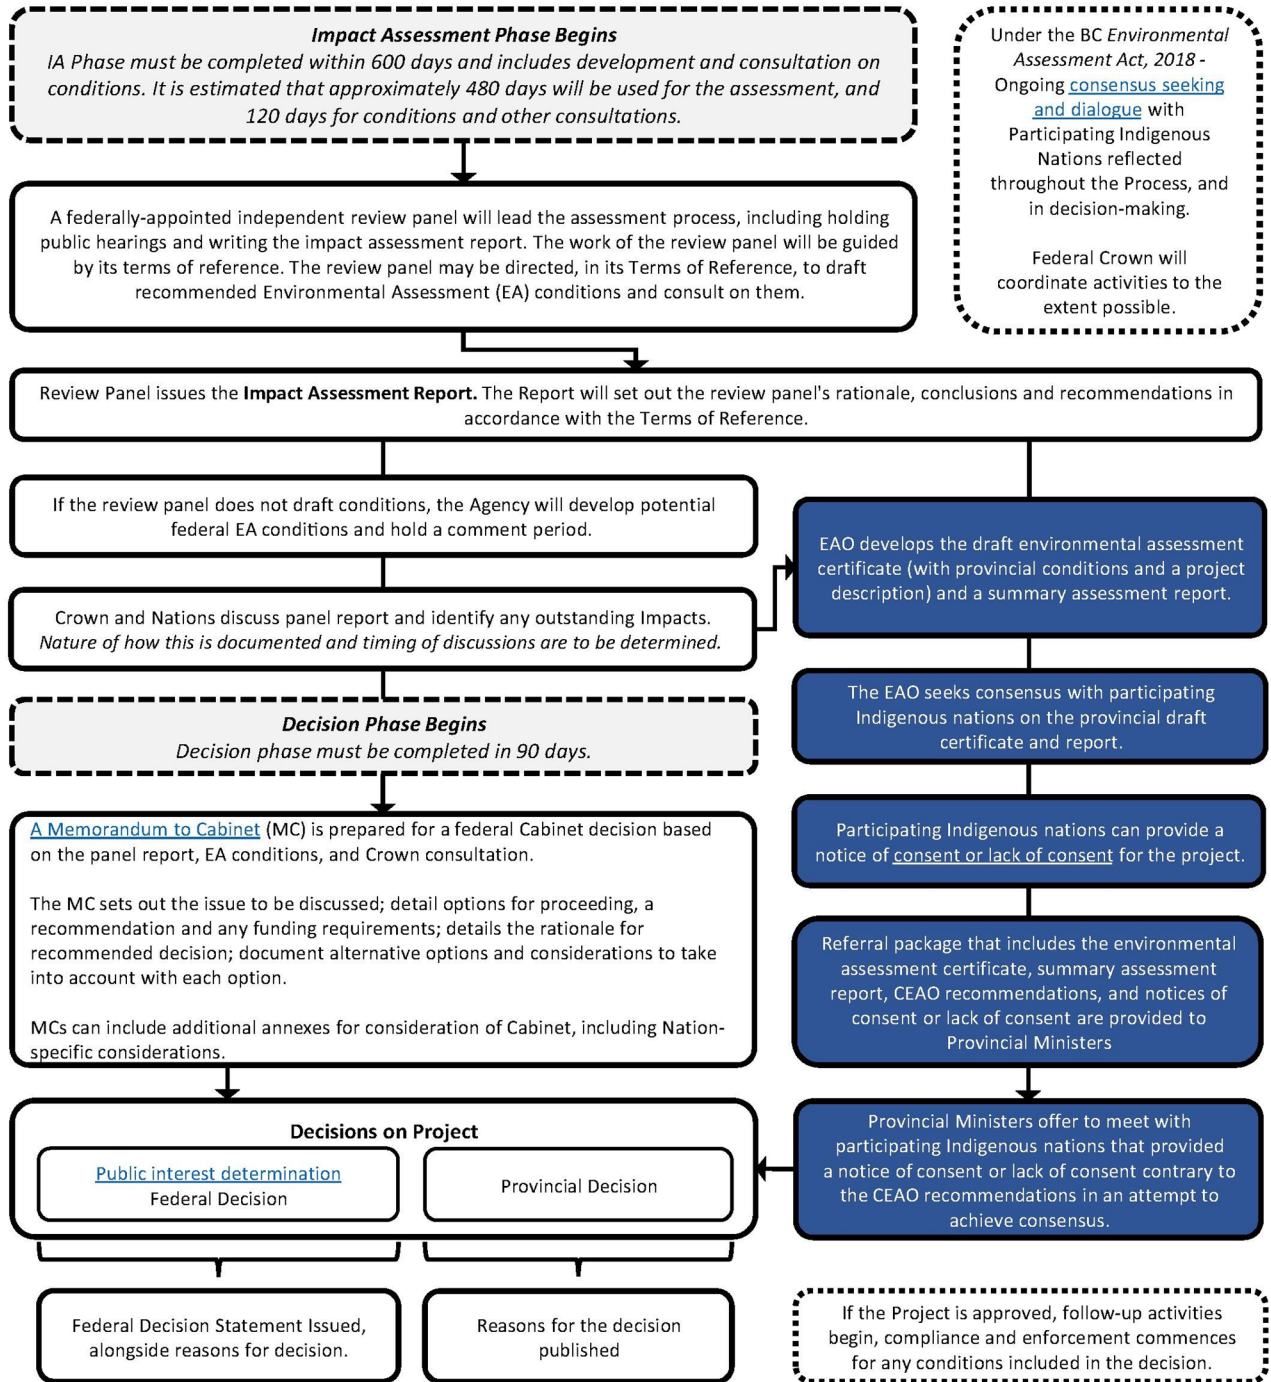 Impact Assessment Phase Begins
IA Phase must be completed within 600 days and includes development and consultation on
conditions. It is estimated that approximately 480 days will be used for the assessment, and
120 days for conditions and other consultations.
Under the BC Environmental
Assessment Act, 2018 -
Ongoing consensus seeking
and dialogue with
Participating Indigenous
Nations reflected
throughout the Process, and
in decision-making.
Federal Crown will
coordinate activities to the
extent possible.
A federally-appointed independent review panel will lead the assessment process, including holding
public hearings and writing the impact assessment report. The work of the review panel will be guided
by its terms of reference. The review panel may be directed, in its Terms of Reference, to draft
recommended Environmental Assessment (EA) conditions and consult on them.
Review Panel issues the Impact Assessment Report. The Report will set out the review panel's rationale, conclusions and recommendations in
accordance with the Terms of Reference.
If the review panel does not draft conditions, the Agency will develop potential
federal EA conditions and hold a comment period.
Crown and Nations discuss panel report and identify any outstanding Impacts.
Nature of how this is documented and timing of discussions are to be determined.
EAO develops the draft environmental assessment
certificate (with provincial conditions and a project
description) and a summary assessment report.
The EAO seeks consensus with participating
Indigenous nations on the provincial draft
certificate and report.
Decision Phase Begins
Decision phase must be completed in 90 days.
Participating Indigenous nations can provide a
notice of consent or lack of consent for the project.
A Memorandum to Cabinet (MC) is prepared for a federal Cabinet decision based
on the panel report, EA conditions, and Crown consultation.
The MC sets out the issue to be discussed; detail options for proceeding, a
recommendation and any funding requirements; details the rationale for
recommended decision; document alternative options and considerations to take
into account with each option.
MCs can include additional annexes for consideration of Cabinet, including Nation-
specific considerations.
Referral package that includes the environmental
assessment certificate, summary assessment
report, CEAO recommendations, and notices of
consent or lack of consent are provided to
Provincial Ministers
Provincial Ministers offer to meet with
participating Indigenous nations that provided
a notice of consent or lack of consent contrary to
the CEAO recommendations in an attempt to
achieve consensus.
Decisions on Project
Public interest determination
Federal Decision
Provincial Decision
Federal Decision Statement Issued,
alongside reasons for decision.
Reasons for the decision
published
If the Project is approved, follow-up activities
begin, compliance and enforcement commences
for any conditions included in the decision.